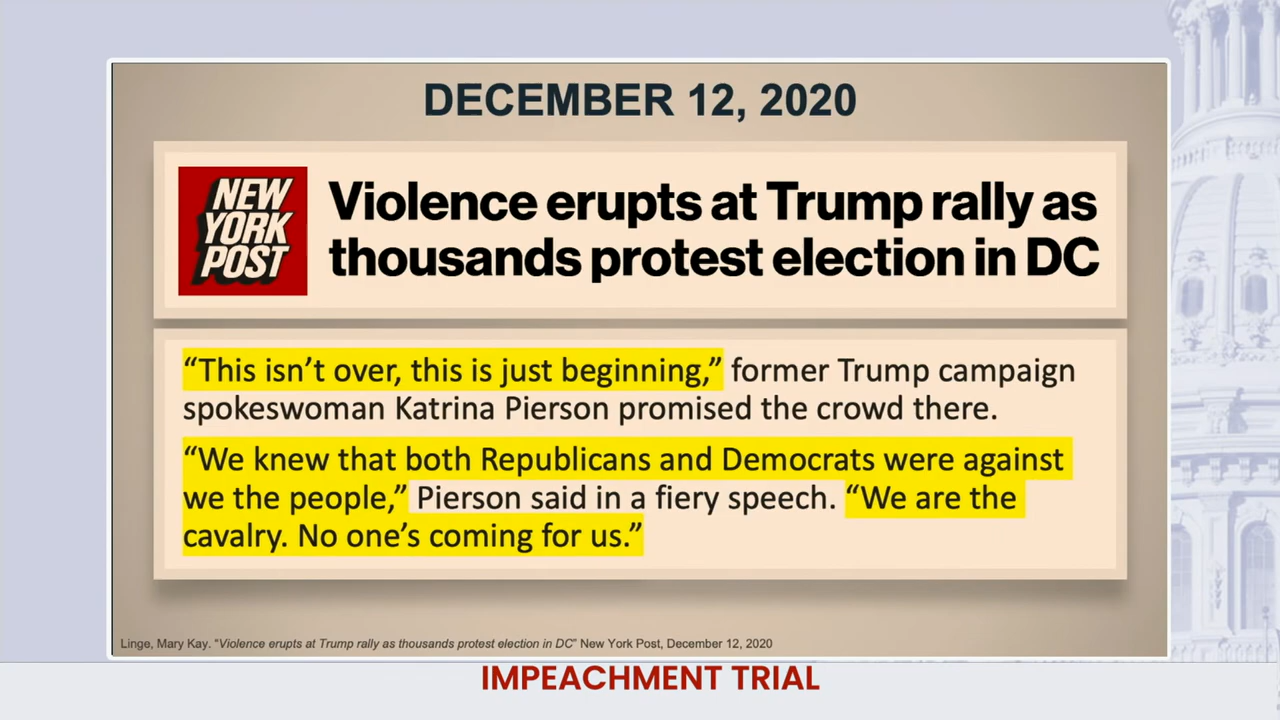 DECEMBER 12, 2020
NEW
YORK
POST
Violence erupts at Trump rally as
thousands protest election in DC
“This isn’t over, this is just beginning,” former Trump campaign
spokeswoman Katrina Pierson promised the crowd there.
“We knew that both Republicans and Democrats were against
we the people,” Pierson said in a fiery speech. “We are the
cavalry. No one’s coming for us.”
Linge, Mary Kay. “Violence erupts at Trump rally as thousands protest election in DC” New York Post, December 12, 2020
IMPEACHMENT TRIAL